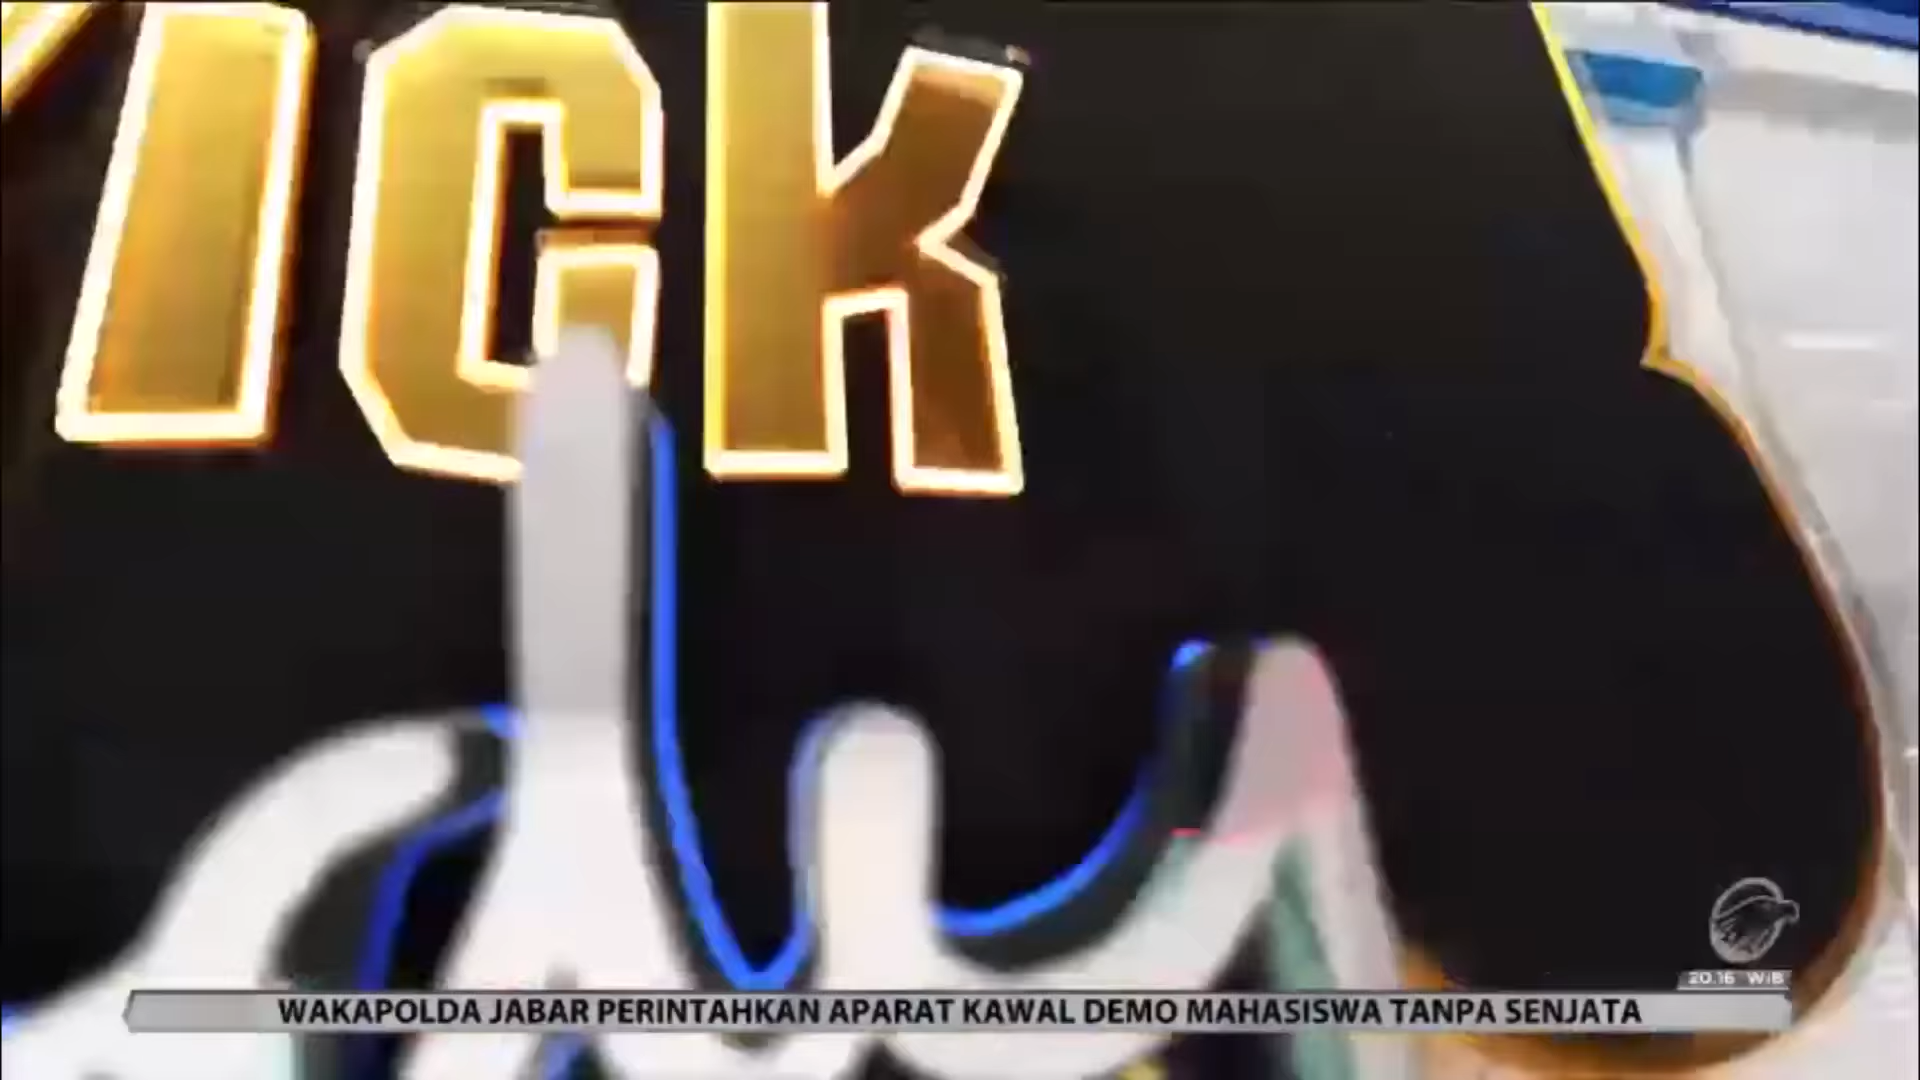 ICK
20.16 WIB
WAKAPOLDA JABAR PERINTAHKAN APARAT KAWAL DEMO MAHASISWA TANPA SENJATA